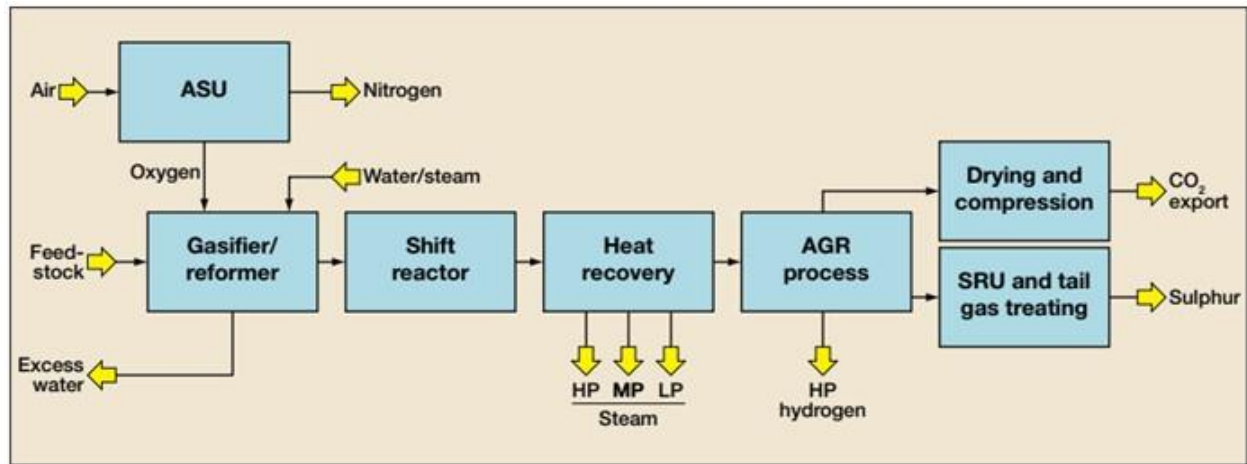 Air
ASU
Nitrogen
Oxygen
Water/steam
Feed-
stock
Gasifier/
reformer
Shift
reactor
Heat
recovery
AGR
process
Drying and
compression
CO₂
export
SRU and tail
gas treating
Sulphur
Excess
water
HP MP LP
Steam
HP
hydrogen